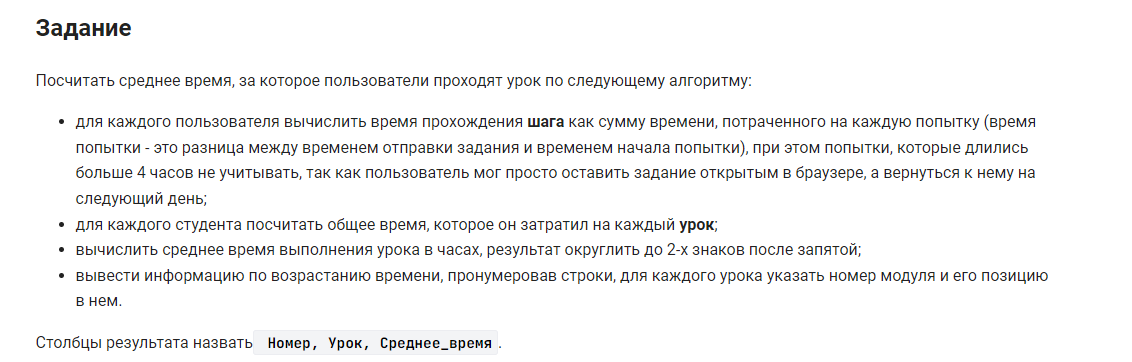 Задание
Посчитать среднее время, за которое пользователи проходят урок по следующему алгоритму:
• для каждого пользователя вычислить время прохождения шага как сумму времени, потраченного на каждую попытку (время
попытки - это разница между временем отправки задания и временем начала попытки), при этом попытки, которые длились
больше 4 часов не учитывать, так как пользователь мог просто оставить задание открытым в браузере, а вернуться к нему на
следующий день;
• для каждого студента посчитать общее время, которое он затратил на каждый урок;
• вычислить среднее время выполнения урока в часах, результат округлить до 2-х знаков после запятой;
• вывести информацию по возрастанию времени, пронумеровав строки, для каждого урока указать номер модуля и его позицию
в нем.
Столбцы результата назвать Номер, Урок, Среднее_время .